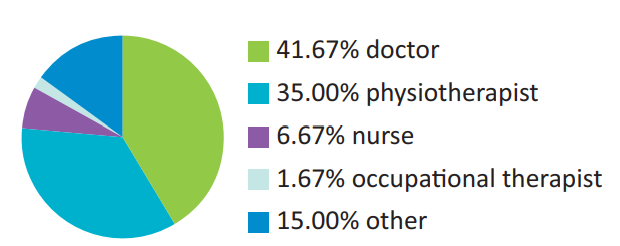 41.67% doctor
35.00% physiotherapist
6.67% nurse
1.67% occupational therapist
15.00% other